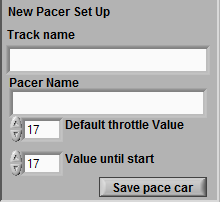 New Pacer Set Up
Track name
Pacer Name
17 Default throttle Value
17 Value until start
Save pace car